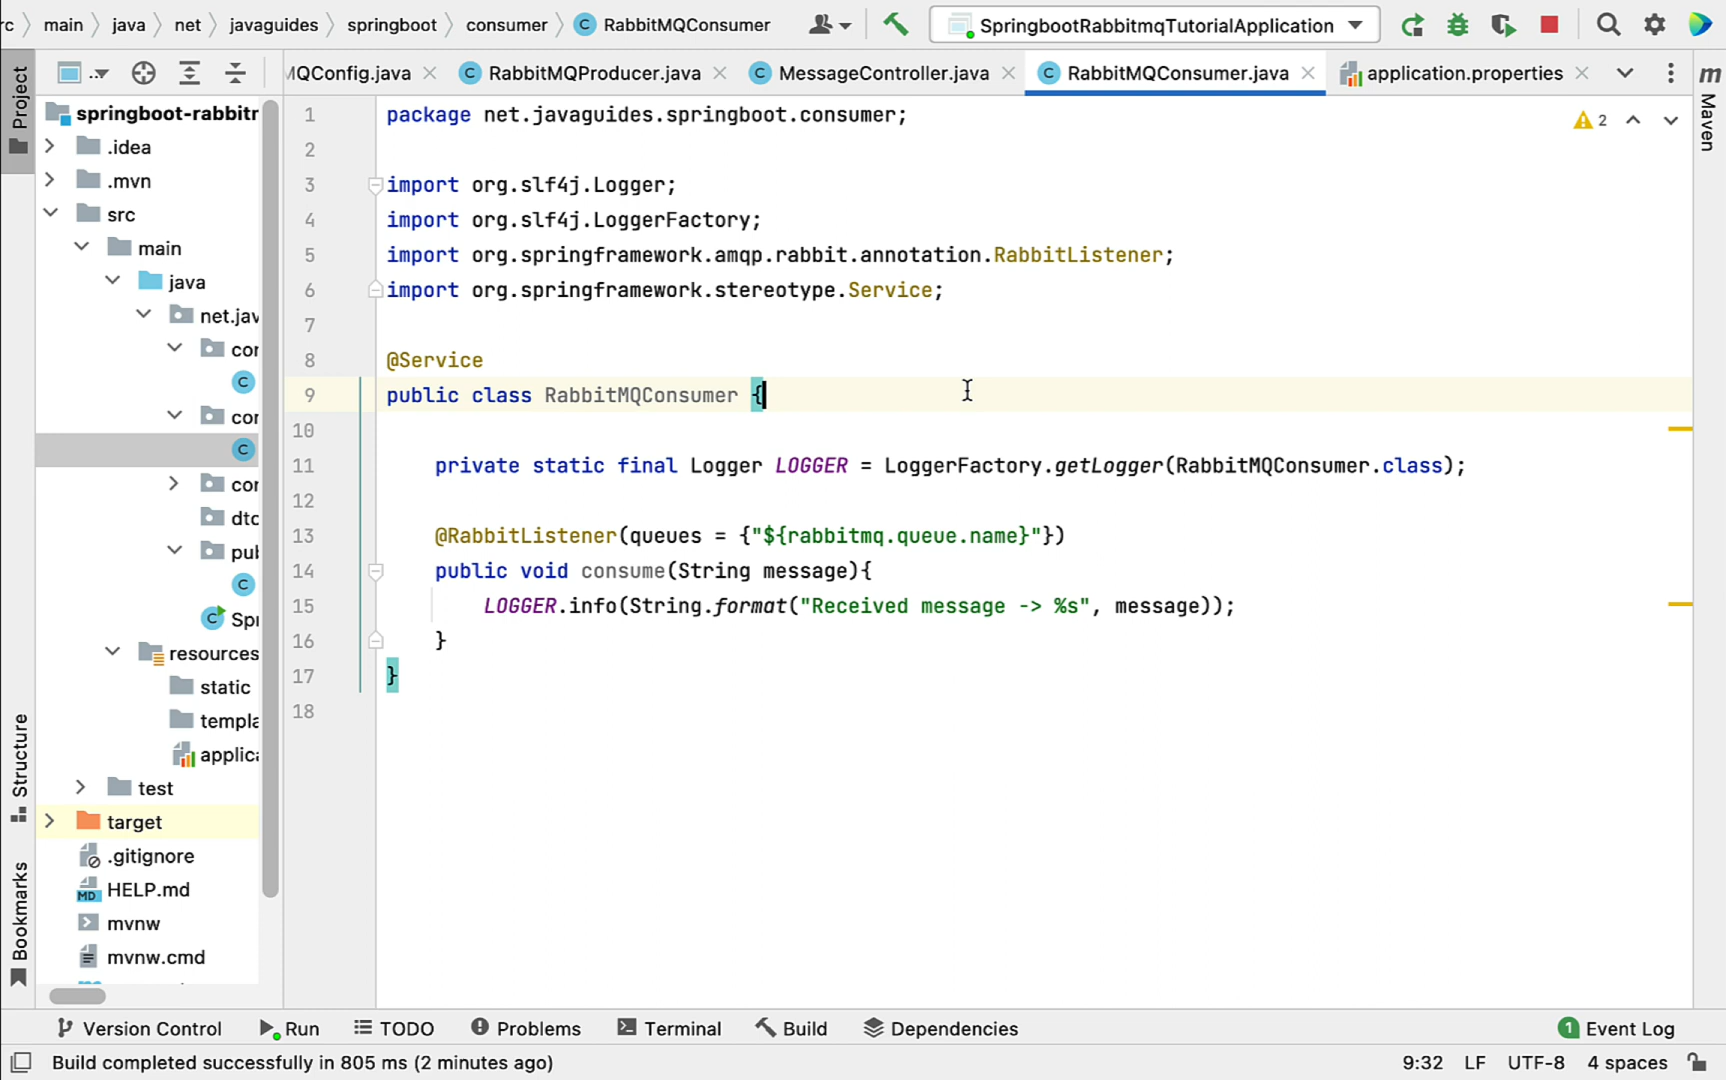 rc main java net javaguides springboot consumer RabbitMQConsumer SpringbootRabbitmqTutorialApplication
MQConfig.java RabbitMQProducer.java MessageController.java RabbitMQConsumer.java application.properties
Project
Structure
Bookmarks
springboot-rabbitr
.idea
.mvn
src
main
java
net.jav
cor
C
cor
C
cor
dtc
pub
C
Spr
resources
static
templa
applica
test
target
.gitignore
HELP.md
mvnw
mvnw.cmd
1 package net.javaguides.springboot.consumer;
2
3 import org.slf4j.Logger;
4 import org.slf4j.LoggerFactory;
5 import org.springframework.amqp.rabbit.annotation.RabbitListener;
6 import org.springframework.stereotype.Service;
7
8 @Service
9 public class RabbitMQConsumer {
10
11 private static final Logger LOGGER = LoggerFactory.getLogger(RabbitMQConsumer.class);
12
13 @RabbitListener(queues = {"${rabbitmq.queue.name}"})
14 public void consume(String message){
15 LOGGER.info(String.format("Received message -> %s", message));
16 }
17 }
18
2
m Maven
Version Control Run TODO Problems Terminal Build Dependencies 1 Event Log
Build completed successfully in 805 ms (2 minutes ago) 9:32 LF UTF-8 4 spaces